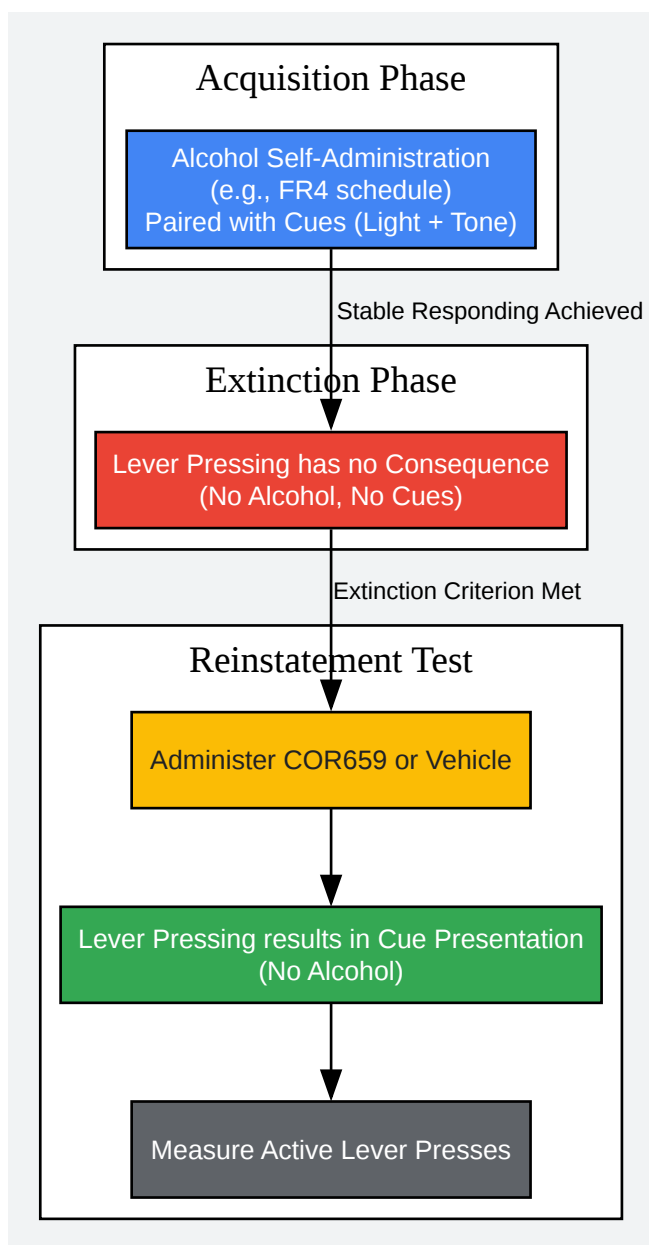 Acquisition Phase
Alcohol Self-Administration
(e.g., FR4 schedule)
Paired with Cues (Light + Tone)
Stable Responding Achieved
Extinction Phase
Lever Pressing has no Consequence
(No Alcohol, No Cues)
Extinction Criterion Met
Reinstatement Test
Administer COR659 or Vehicle
Lever Pressing results in Cue Presentation
(No Alcohol)
Measure Active Lever Presses